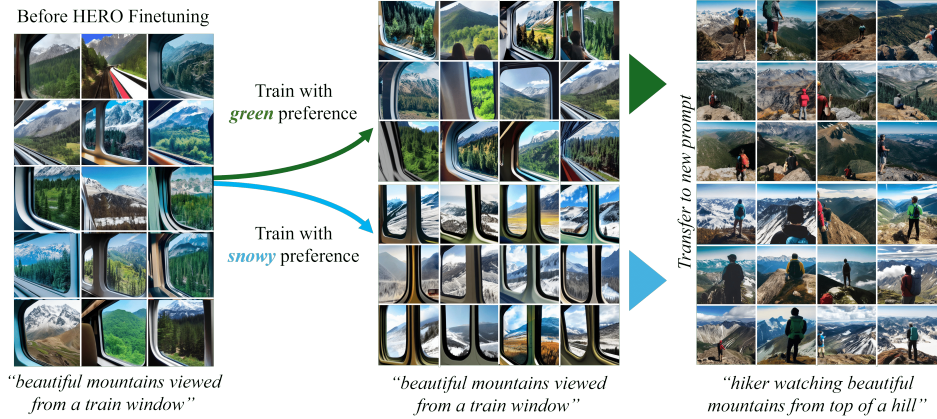 Before HERO Finetuning
Train with
green preference
Train with
snowy preference
Transfer to new prompt
“beautiful mountains viewed
from a train window”
“beautiful mountains viewed
from a train window”
“hiker watching beautiful
mountains from top of a hill”